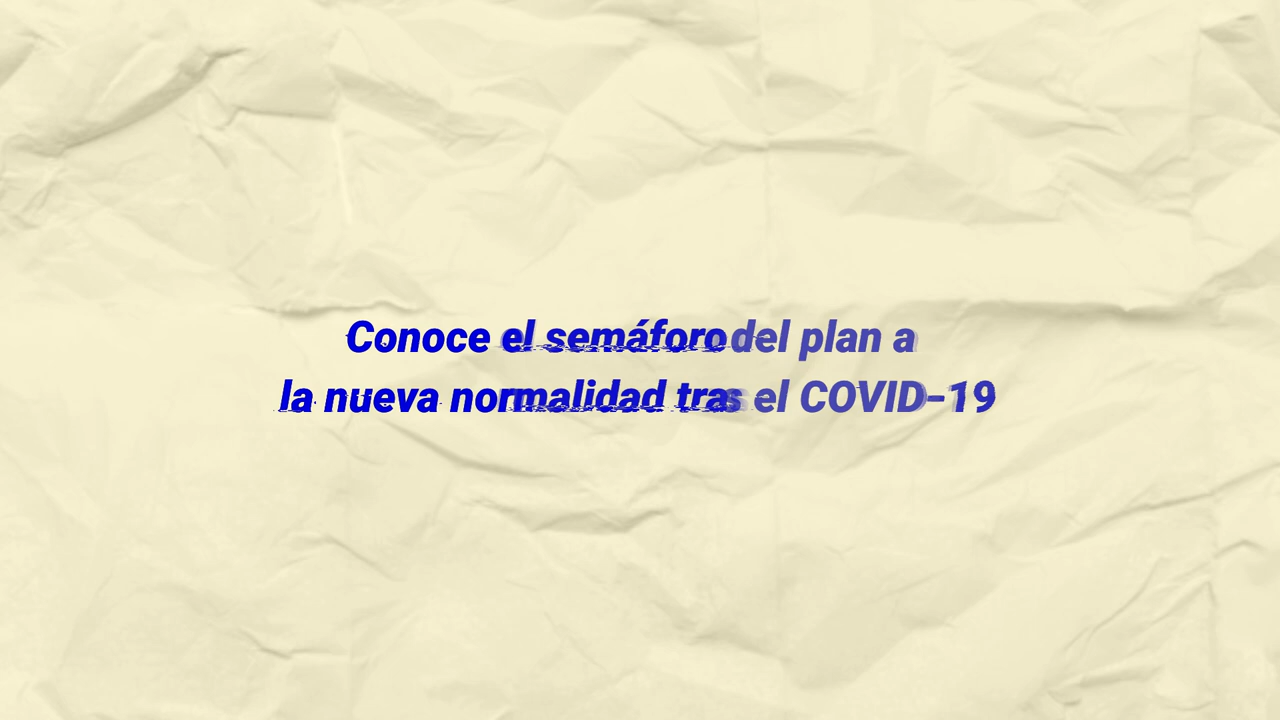 Conoce el semáforo del plan a
la nueva normalidad tras el COVID-19